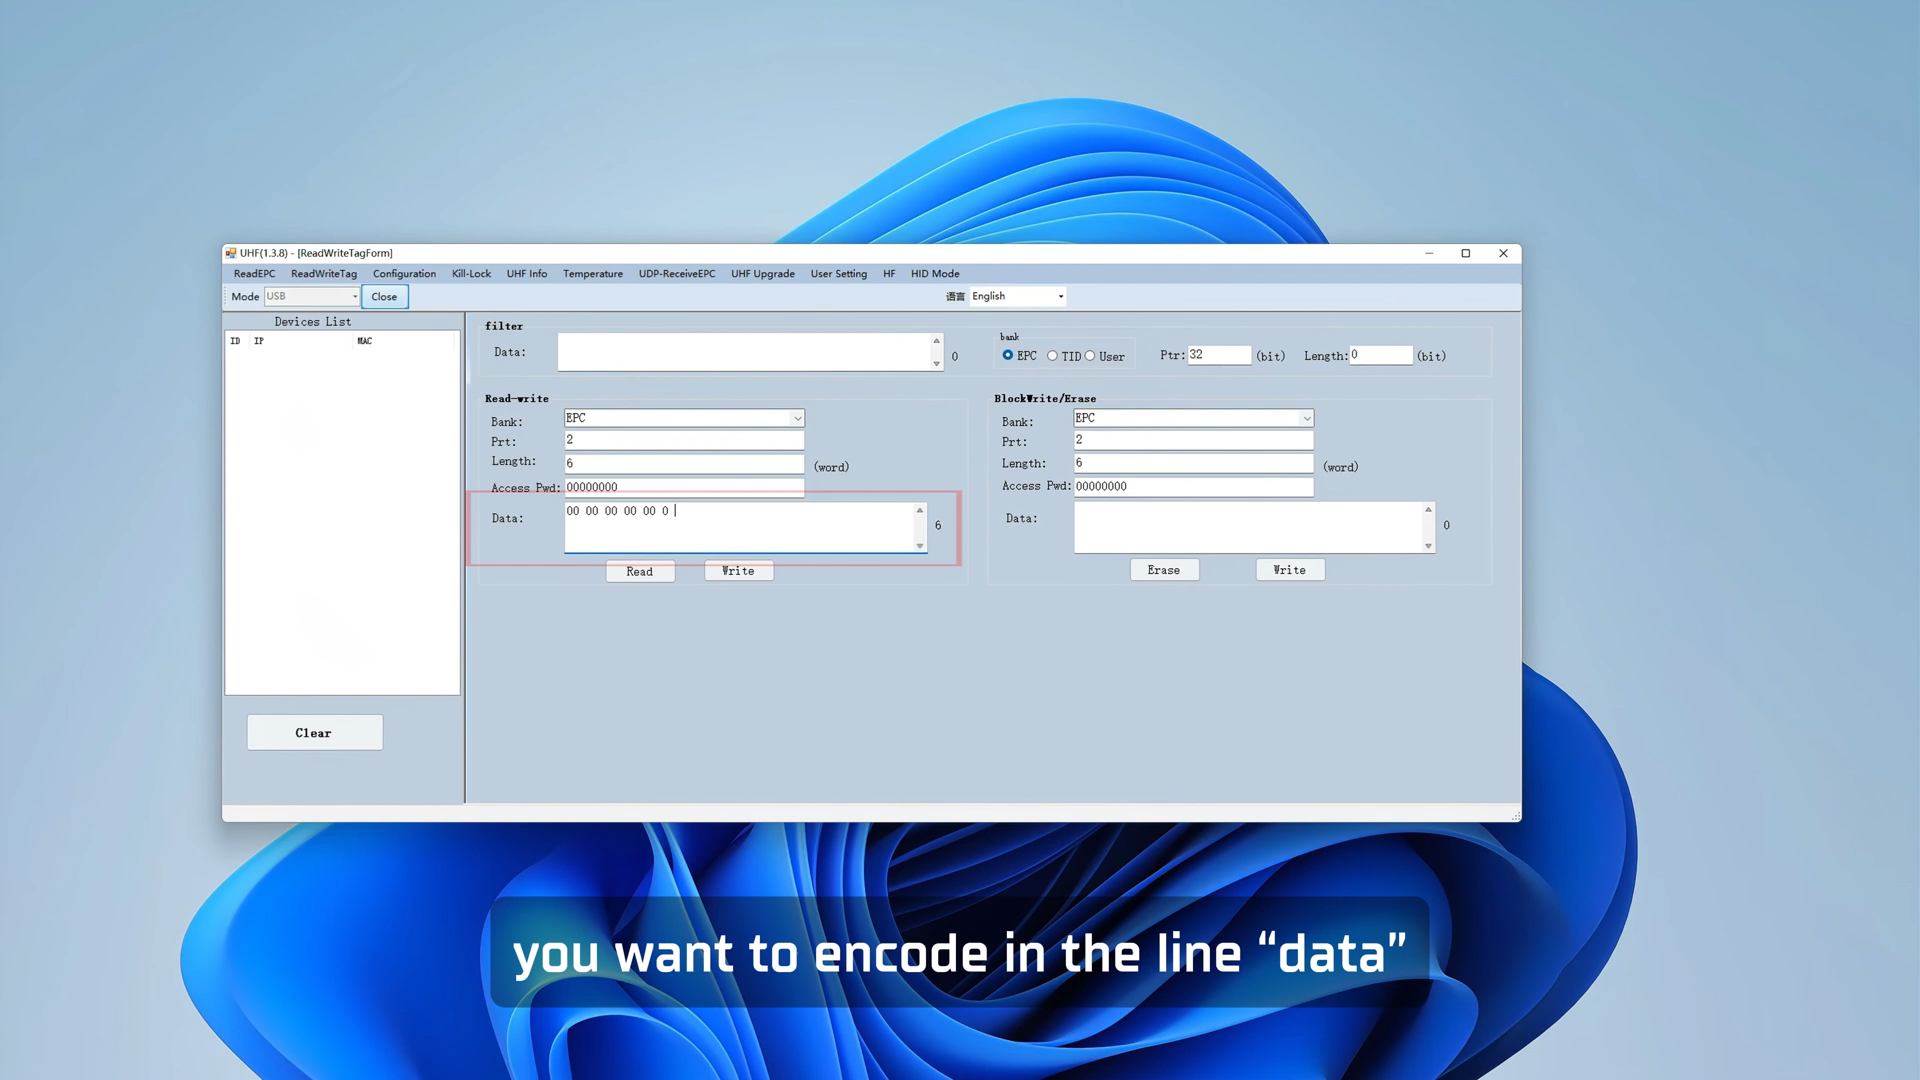 UHF(1.3.8) - [ReadWriteTagForm]
ReadEPC ReadWriteTag Configuration Kill-Lock UHF Info Temperature UDP-ReceiveEPC UHF Upgrade User Setting HF HID Mode
Mode USB Close 语言 English
Devices List
ID IP MAC
Clear
filter
Data: 0
bank
EPC TID User Ptr: 32 (bit) Length: 0 (bit)
Read-write
Bank: EPC
Prt: 2
Length: 6 (word)
Access Pwd: 00000000
Data: 00 00 00 00 00 0 6
Read Write
BlockWrite/Erase
Bank: EPC
Prt: 2
Length: 6 (word)
Access Pwd: 00000000
Data: 0
Erase Write
you want to encode in the line “data”